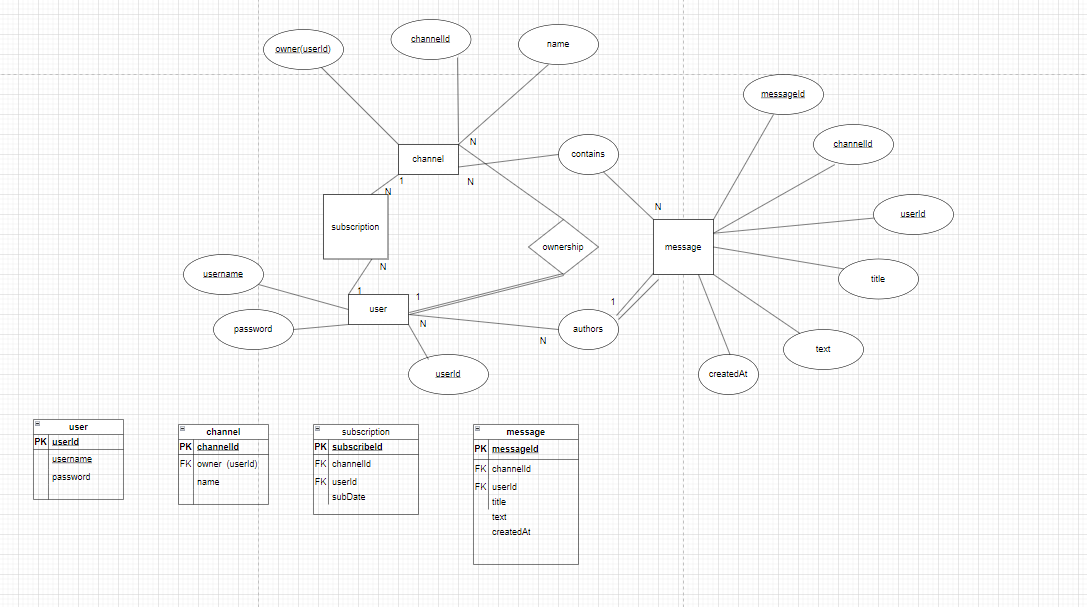 owner(userId)
channelId
name
messageId
channelId
userId
title
text
createdAt
channel
N
N
contains
N
1
N
subscription
N
1
message
ownership
username
password
user
1
N
userId
authors
N
1
user
PK userId
username
password
channel
PK channelId
FK owner (userId)
name
subscription
PK subscribeId
FK channelId
FK userId
subDate
message
PK messageId
FK channelId
FK userId
title
text
createdAt